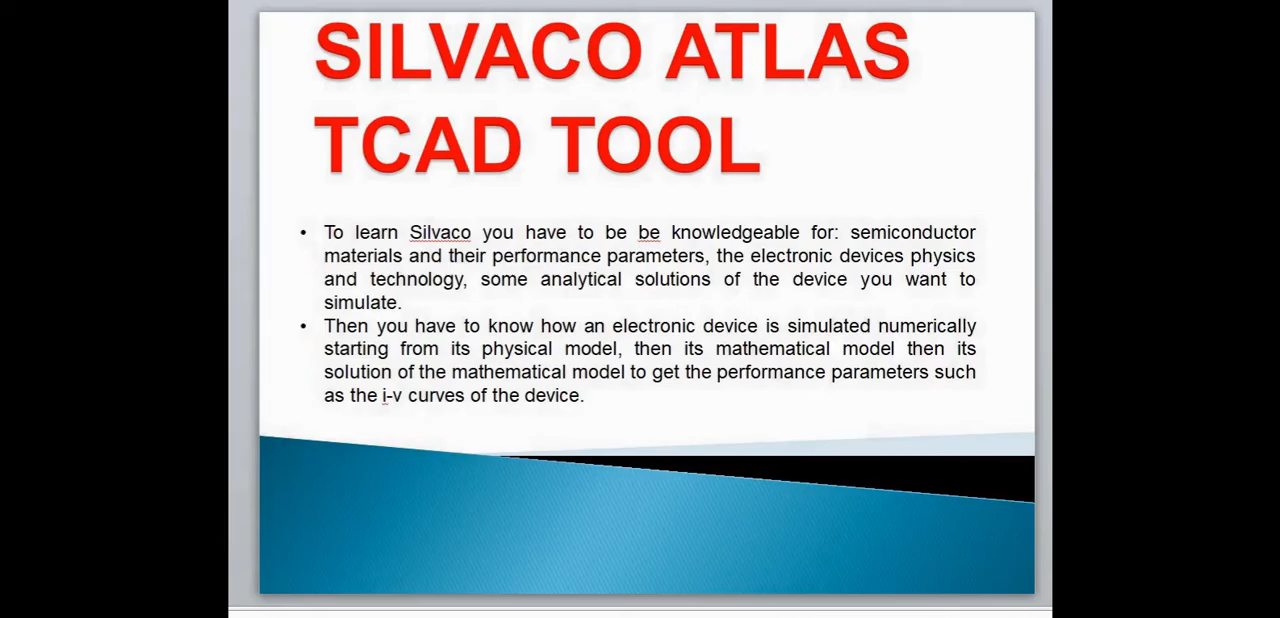 SILVACO ATLAS
TCAD TOOL
• To learn Silvaco you have to be be knowledgeable for: semiconductor
materials and their performance parameters, the electronic devices physics
and technology, some analytical solutions of the device you want to
simulate.
• Then you have to know how an electronic device is simulated numerically
starting from its physical model, then its mathematical model then its
solution of the mathematical model to get the performance parameters such
as the i-v curves of the device.